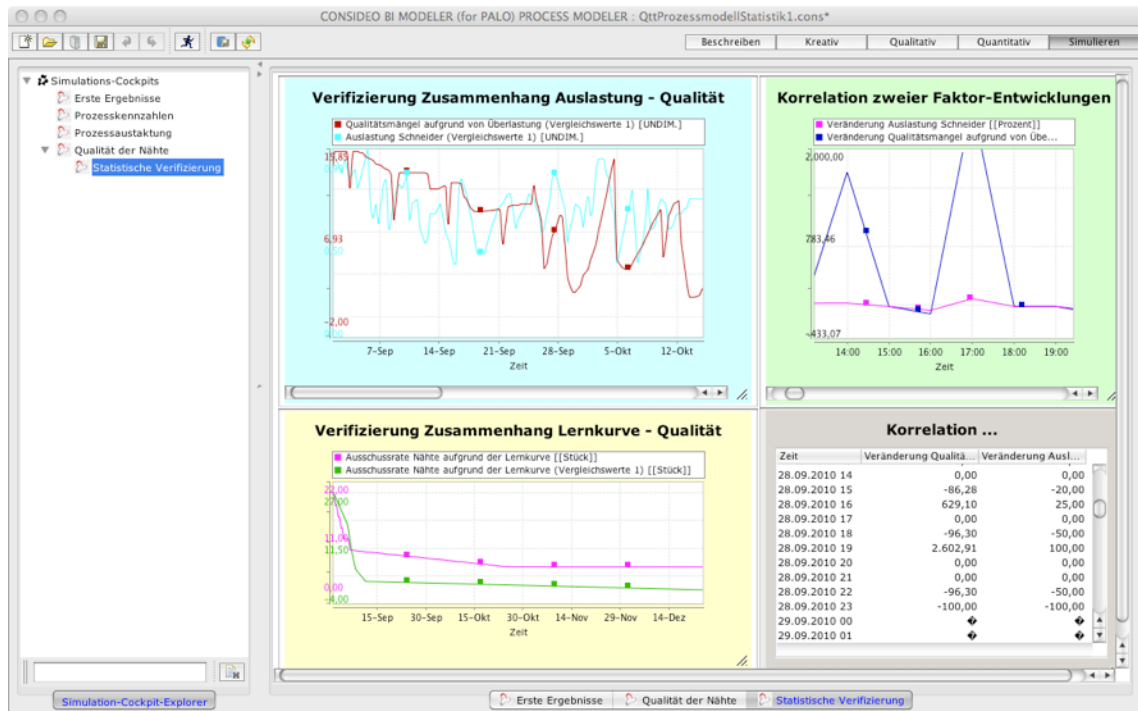 CONSIDEO BI MODELER (for PALO) PROCESS MODELER : QttProzessmodellStatistik1.cons*
Beschreiben Kreativ Qualitativ Quantitativ Simulieren
Simulations-Cockpits
Erste Ergebnisse
Prozesskennzahlen
Prozessaustaktung
Qualität der Nähte
Statistische Verifizierung
Verifizierung Zusammenhang Auslastung - Qualität
Qualitätsmängel aufgrund von Überlastung (Vergleichswerte 1) [UNDIM.]
Auslastung Schneider (Vergleichswerte 1) [UNDIM.]
15,85
6,93
0,50
-2,00
0,00
7-Sep 14-Sep 21-Sep 28-Sep 5-Okt 12-Okt
Zeit
Korrelation zweier Faktor-Entwicklungen
Veränderung Auslastung Schneider [[Prozent]]
Veränderung Qualitätsmangel aufgrund von Übe...
2.000,00
783,46
-433,07
14:00 15:00 16:00 17:00 18:00 19:00
Zeit
Verifizierung Zusammenhang Lernkurve - Qualität
Ausschussrate Nähte aufgrund der Lernkurve [[Stück]]
Ausschussrate Nähte aufgrund der Lernkurve (Vergleichswerte 1) [[Stück]]
22,00
27,00
11,00
11,50
0,00
-4,00
15-Sep 30-Sep 15-Okt 30-Okt 14-Nov 29-Nov 14-Dez
Zeit
Korrelation ...
Zeit Veränderung Qualitä... Veränderung Ausl...
28.09.2010 14 0,00 0,00
28.09.2010 15 -86,28 -20,00
28.09.2010 16 629,10 25,00
28.09.2010 17 0,00 0,00
28.09.2010 18 -96,30 -50,00
28.09.2010 19 2.602,91 100,00
28.09.2010 20 0,00 0,00
28.09.2010 21 0,00 0,00
28.09.2010 22 -96,30 -50,00
28.09.2010 23 -100,00 -100,00
29.09.2010 00 � �
29.09.2010 01 � �
Simulation-Cockpit-Explorer
Erste Ergebnisse Qualität der Nähte Statistische Verifizierung